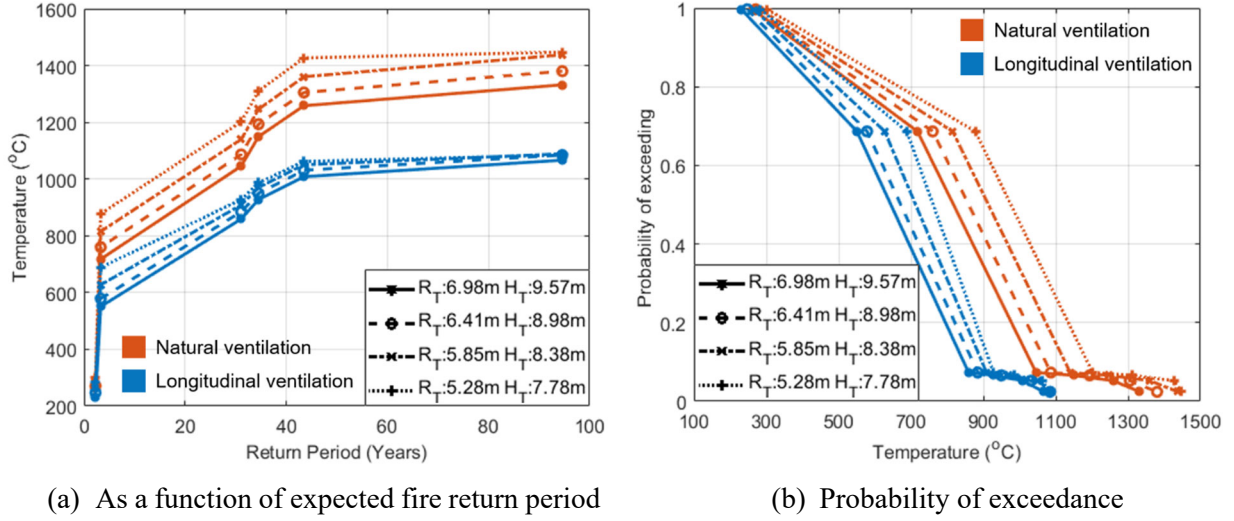 1600
1400
1200
1000
800
600
400
200
Temperature (°C)
0
20
40
60
80
100
Return Period (Years)
Natural ventilation
Longitudinal ventilation
R_T:6.98m H_T:9.57m
R_T:6.41m H_T:8.98m
R_T:5.85m H_T:8.38m
R_T:5.28m H_T:7.78m
(a) As a function of expected fire return period
1
0.8
0.6
0.4
0.2
0
Probability of exceeding
100
300
500
700
900
1100
1300
1500
Temperature (°C)
Natural ventilation
Longitudinal ventilation
R_T:6.98m H_T:9.57m
R_T:6.41m H_T:8.98m
R_T:5.85m H_T:8.38m
R_T:5.28m H_T:7.78m
(b) Probability of exceedance